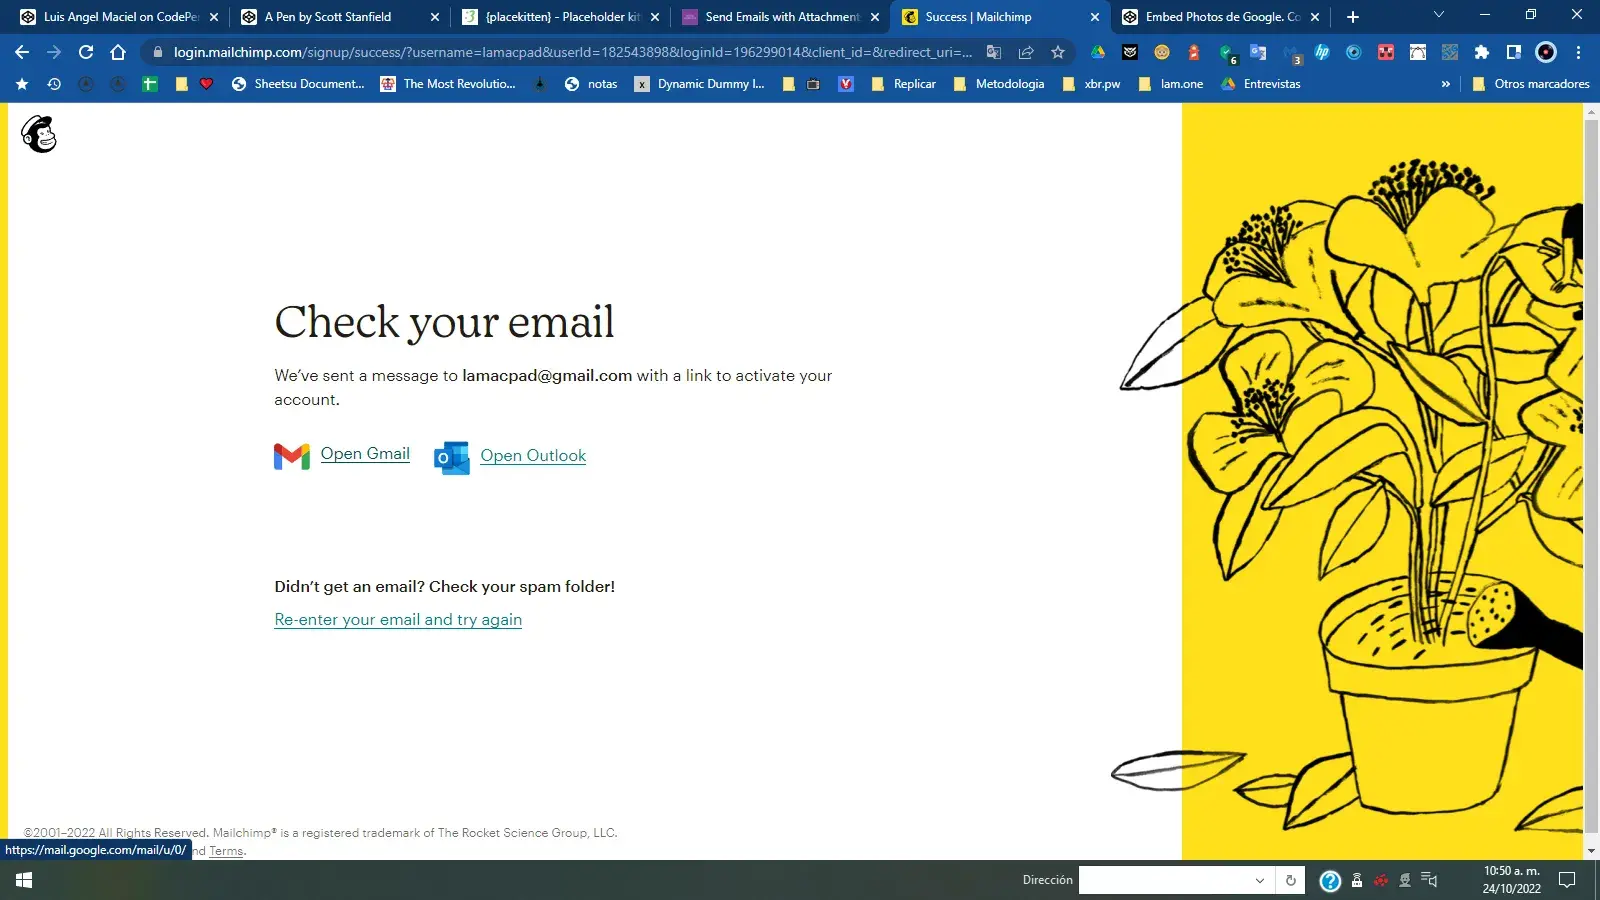 Luis Angel Maciel on CodePe
A Pen by Scott Stanfield
{placekitten} - Placeholder kit
Send Emails with Attachment
Success | Mailchimp
Embed Photos de Google. Co
login.mailchimp.com/signup/success/?username=lamacpad&userId=182543898&loginId=196299014&client_id=&redirect_uri=...
6
3
hp
Sheetsu Document...
The Most Revolutio...
notas
x
Dynamic Dummy I...
Replicar
Metodologia
xbr.pw
lam.one
Entrevistas
»
Otros marcadores
Check your email
We've sent a message to lamacpad@gmail.com with a link to activate your
account.
Open Gmail
Open Outlook
Didn't get an email? Check your spam folder!
Re-enter your email and try again
©2001–2022 All Rights Reserved. Mailchimp® is a registered trademark of The Rocket Science Group, LLC.
https://mail.google.com/mail/u/0/
nd Terms.
Dirección
10:50 a. m.
24/10/2022